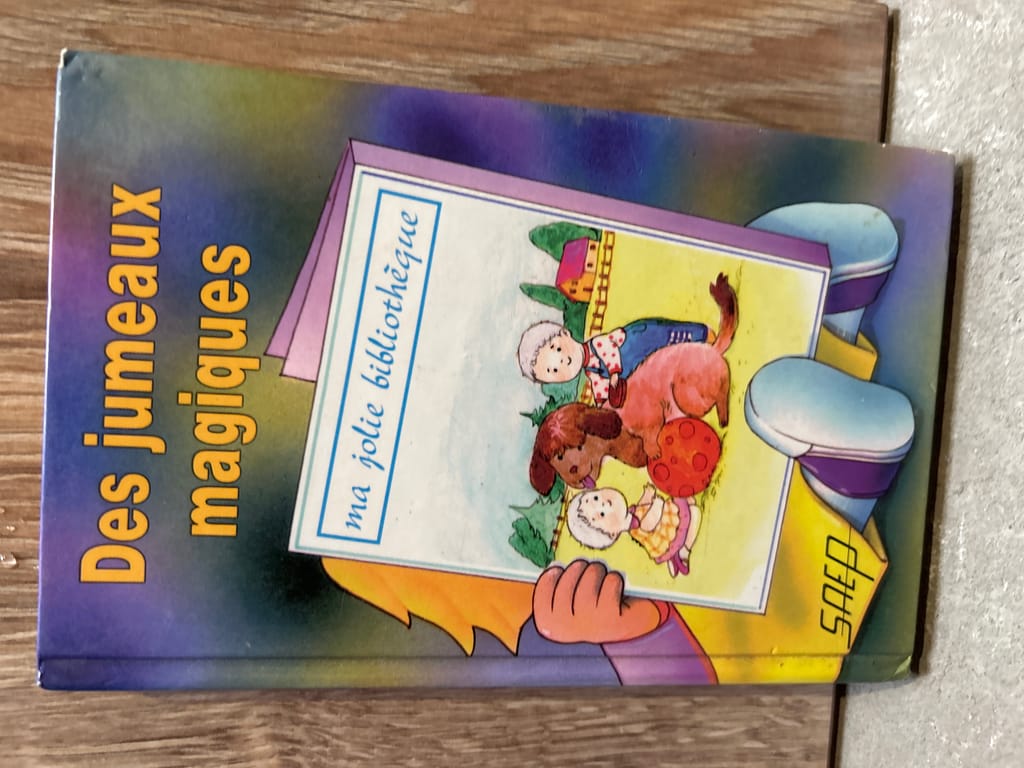 Des jumeaux
magiques
ma jolie bibliothèque
SAEP